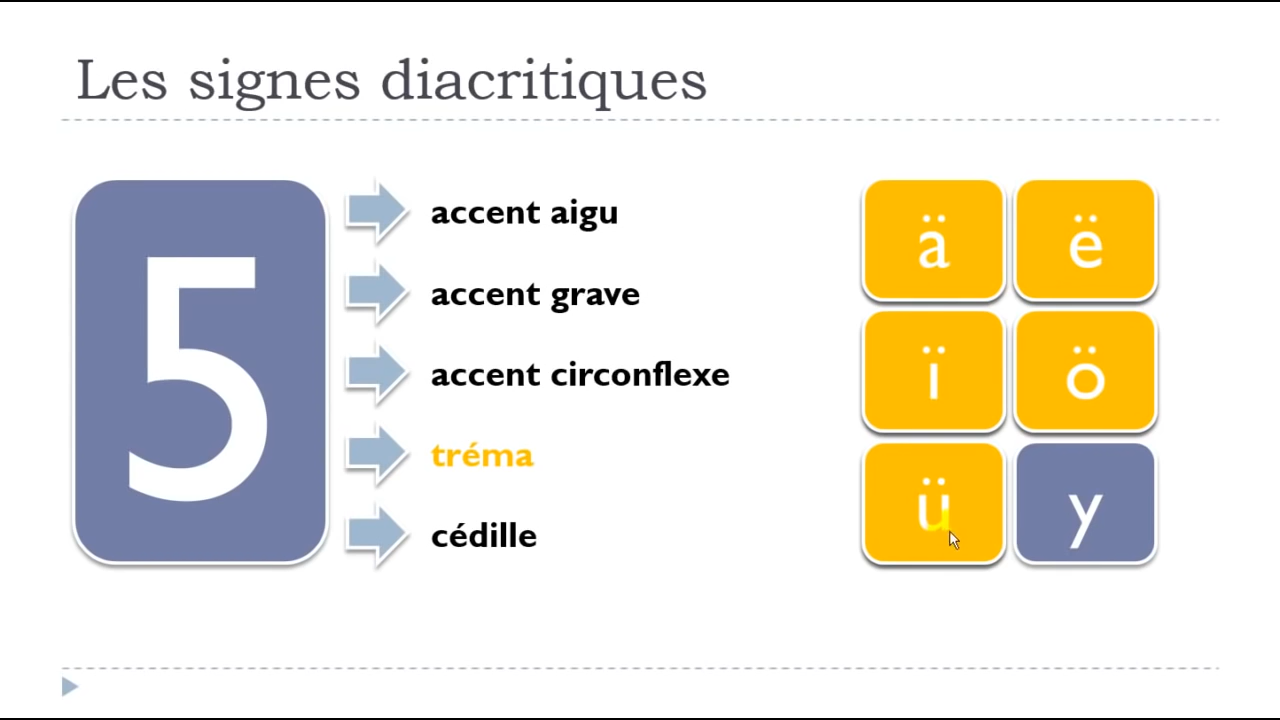 Les signes diacritiques
5
accent aigu
accent grave
accent circonflexe
tréma
cédille
ä ë
ï ö
ü y